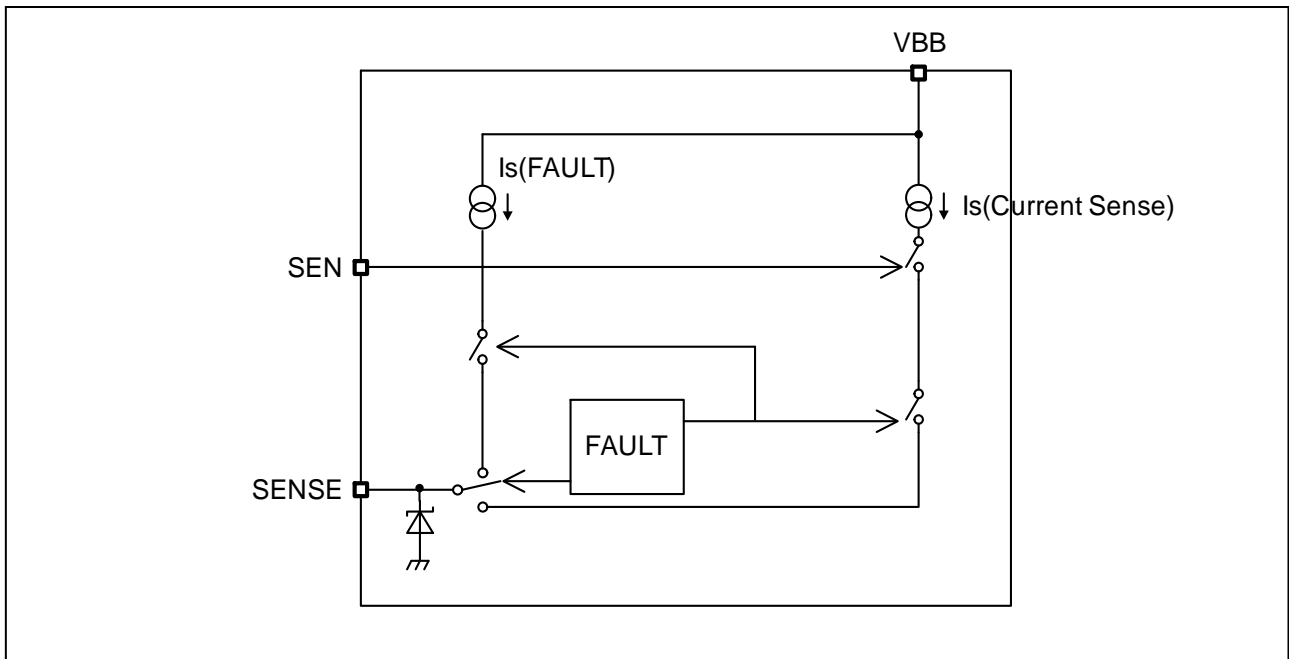 VBB
Is(FAULT)
Is(Current Sense)
SEN
FAULT
SENSE